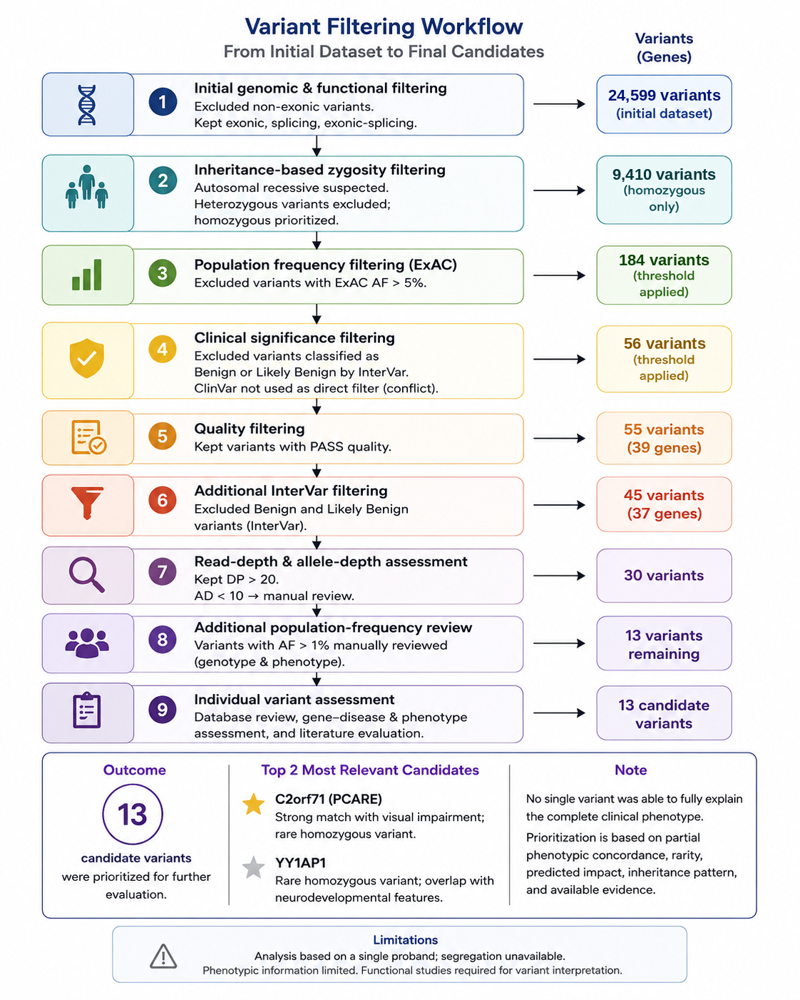 Variant Filtering Workflow
From Initial Dataset to Final Candidates
Variants
(Genes)
1
Initial genomic & functional filtering
Excluded non-exonic variants.
Kept exonic, splicing, exonic-splicing.
24,599 variants
(initial dataset)
2
Inheritance-based zygosity filtering
Autosomal recessive suspected.
Heterozygous variants excluded;
homozygous prioritized.
9,410 variants
(homozygous
only)
3
Population frequency filtering (ExAC)
Excluded variants with ExAC AF > 5%.
184 variants
(threshold
applied)
4
Clinical significance filtering
Excluded variants classified as
Benign or Likely Benign by InterVar.
ClinVar not used as direct filter (conflict).
56 variants
(threshold
applied)
5
Quality filtering
Kept variants with PASS quality.
55 variants
(39 genes)
6
Additional InterVar filtering
Excluded Benign and Likely Benign
variants (InterVar).
45 variants
(37 genes)
7
Read-depth & allele-depth assessment
Kept DP > 20.
AD < 10 → manual review.
30 variants
8
Additional population-frequency review
Variants with AF > 1% manually reviewed
(genotype & phenotype).
13 variants
remaining
9
Individual variant assessment
Database review, gene–disease & phenotype
assessment, and literature evaluation.
13 candidate
variants
Outcome
13
candidate variants
were prioritized for further
evaluation.
Top 2 Most Relevant Candidates
C2orf71 (PCARE)
Strong match with visual impairment;
rare homozygous variant.
YY1AP1
Rare homozygous variant; overlap with
neurodevelopmental features.
Note
No single variant was able to fully explain
the complete clinical phenotype.
Prioritization is based on partial
phenotypic concordance, rarity,
predicted impact, inheritance pattern,
and available evidence.
Limitations
Analysis based on a single proband; segregation unavailable.
Phenotypic information limited. Functional studies required for variant interpretation.